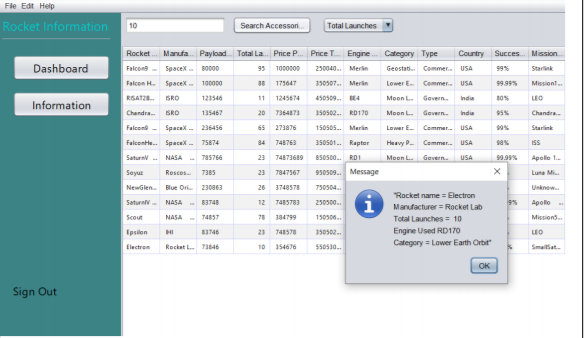 File Edit Help
Rocket Information
10
Search Accessori...
Total Launches
Dashboard
Information
Sign Out
Rocket ... Manufa... Payload... Total La... Price P... Price T... Engine ... Category Type Country Succes... Mission...
Falcon9 ... SpaceX ... 80000 95 1000000 250040... Merlin Geostati... Commer... USA 99% Starlink
Falcon H... SpaceX ... 100000 88 175647 350507... Merlin Lower E... Commer... USA 99.99% Mission1...
RISAT2B... ISRO 123546 11 1245674 450509... BE4 Moon L... Govern... India 80% LEO
Chandra... ISRO 135467 20 7364873 350502... RD170 Moon L... Govern... India 95% Chandra...
Falcon9 ... SpaceX ... 236456 65 273876 150505... Merlin Lower E... Commer... USA 99% Starlink
FalconHe... SpaceX ... 75874 84 748763 350501... Raptor Heavy P... Commer... USA 98% ISS
SaturnV ... NASA ... 785766 23 74873689 850500... RD1 Moon L... Govern... USA 99.99% Apollo 1...
Soyuz Roscos... 7385 23 7847567 950509... Luna Mi...
NewGlen... Blue Ori... 230863 26 3748578 750504... Unknow...
SaturnIV ... NASA ... 83748 12 7485783 250500... 9% Apollo ...
Scout NASA ... 74857 78 384799 150506... Mission5...
Epsilon IHI 83746 23 748578 350502... LEO
Electron Rocket L... 73846 10 354676 550530... % SmallSat...
Message
"Rocket name = Electron
Manufacturer = Rocket Lab
Total Launches = 10
Engine Used RD170
Category = Lower Earth Orbit"
OK